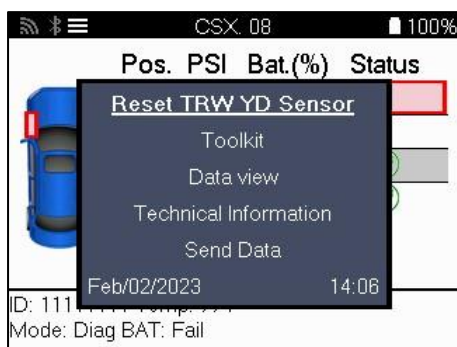 CSX. 08 100%
Pos. PSI Bat.(%) Status
Reset TRW YD Sensor
Toolkit
Data view
Technical Information
Send Data
Feb/02/2023 14:06
ID: 111
Mode: Diag BAT: Fail